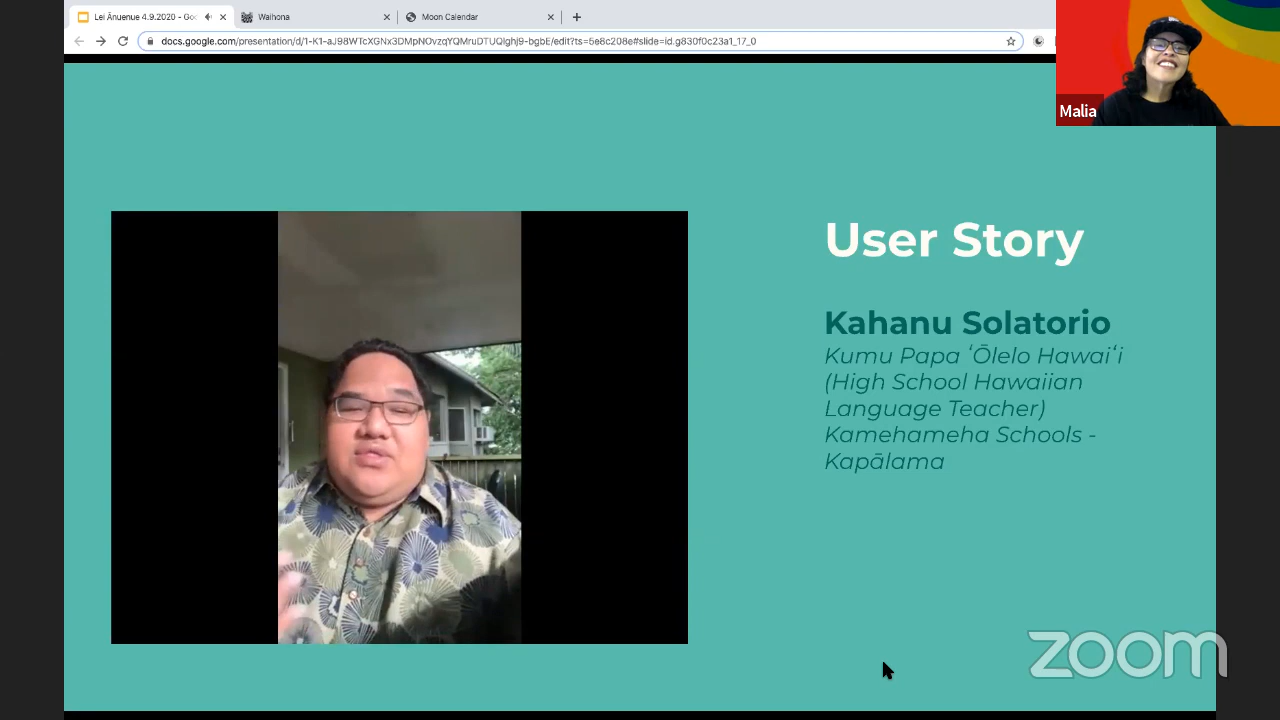 Lei Ānuenue 4.9.2020 - Goo
Waihona
Moon Calendar
docs.google.com/presentation/d/1-K1-aJ98WTcXGNx3DMpNOvzqYQMruDTUQlghj9-bgbE/edit?ts=5e8c208e#slide=id.g830f0c23a1_17_0
Malia
User Story
Kahanu Solatorio
Kumu Papa ʻŌlelo Hawaiʻi
(High School Hawaiian
Language Teacher)
Kamehameha Schools -
Kapālama
zoom